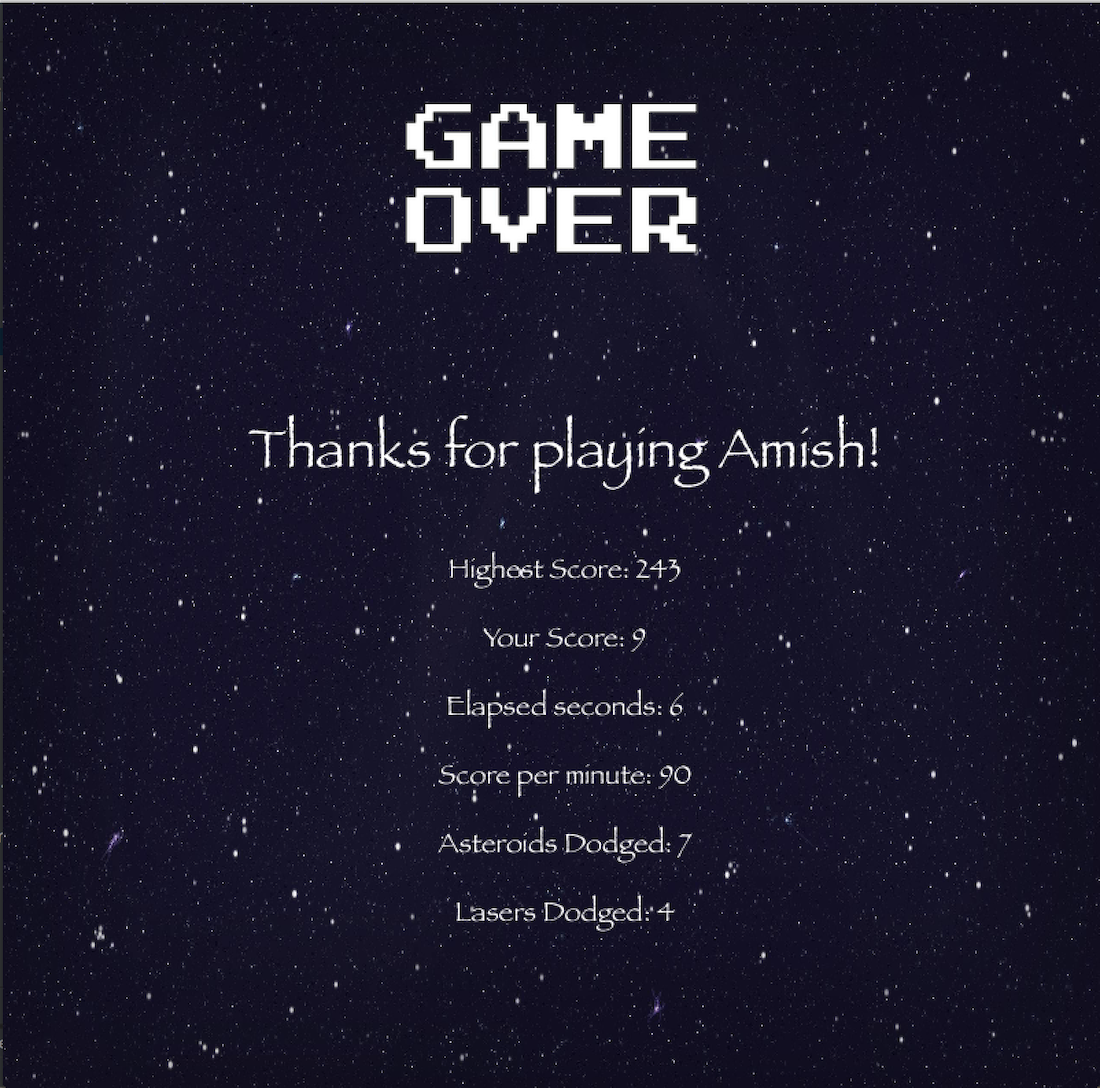 GAME
OVER
Thanks for playing Amish!
Highest Score: 243
Your Score: 9
Elapsed seconds: 6
Score per minute: 90
Asteroids Dodged: 7
Lasers Dodged: 4